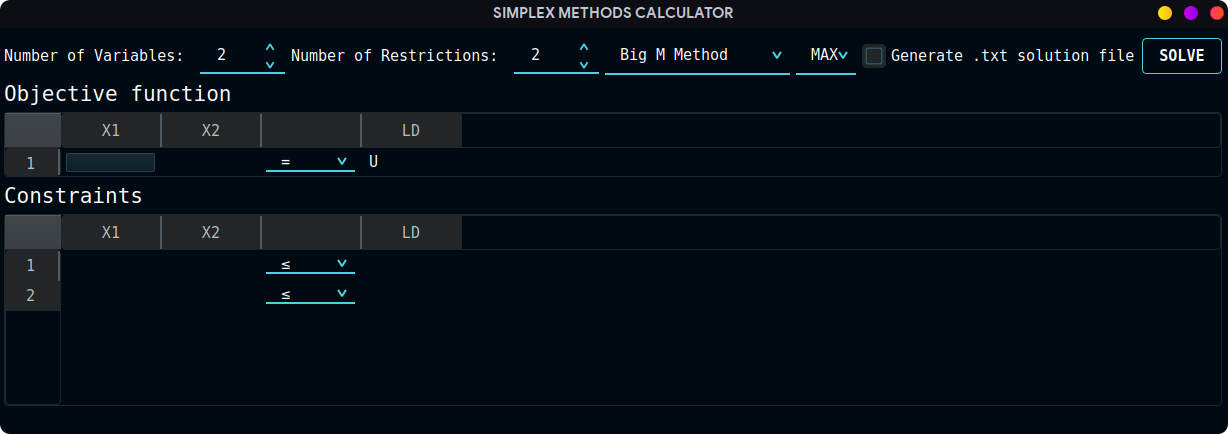 SIMPLEX METHODS CALCULATOR
Number of Variables: 2 Number of Restrictions: 2 Big M Method MAX Generate .txt solution file SOLVE
Objective function
X1 X2 LD
1 = U
Constraints
X1 X2 LD
1 ≤
2 ≤